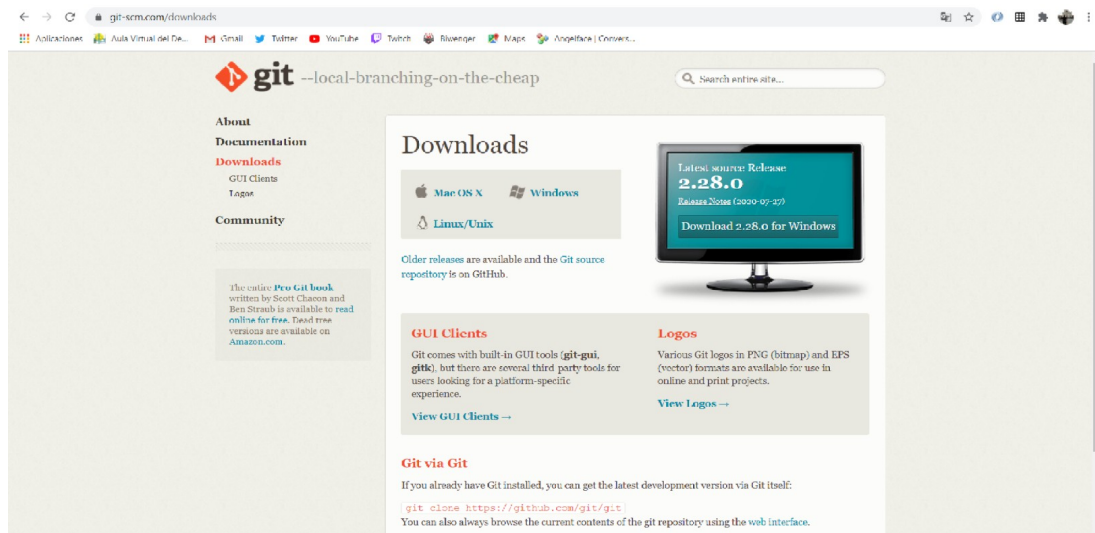 git-scm.com/downloads
Aplicaciones Aula Virtual del De... Gmail Twitter YouTube Twitch Biwenger Maps Angelface | Convers...
git --local-branching-on-the-cheap
Search entire site...
About
Documentation
Downloads
GUI Clients
Logos
Community
The entire Pro Git book
written by Scott Chacon and
Ben Straub is available to read
online for free. Dead tree
versions are available on
Amazon.com.
Downloads
Mac OS X Windows
Linux/Unix
Older releases are available and the Git source
repository is on GitHub.
Latest source Release
2.28.0
Release Notes (2020-07-27)
Download 2.28.0 for Windows
GUI Clients
Git comes with built-in GUI tools (git-gui,
gitk), but there are several third party tools for
users looking for a platform-specific
experience.
View GUI Clients →
Logos
Various Git logos in PNG (bitmap) and EPS
(vector) formats are available for use in
online and print projects.
View Logos →
Git via Git
If you already have Git installed, you can get the latest development version via Git itself:
git clone https://github.com/git/git
You can also always browse the current contents of the git repository using the web interface.